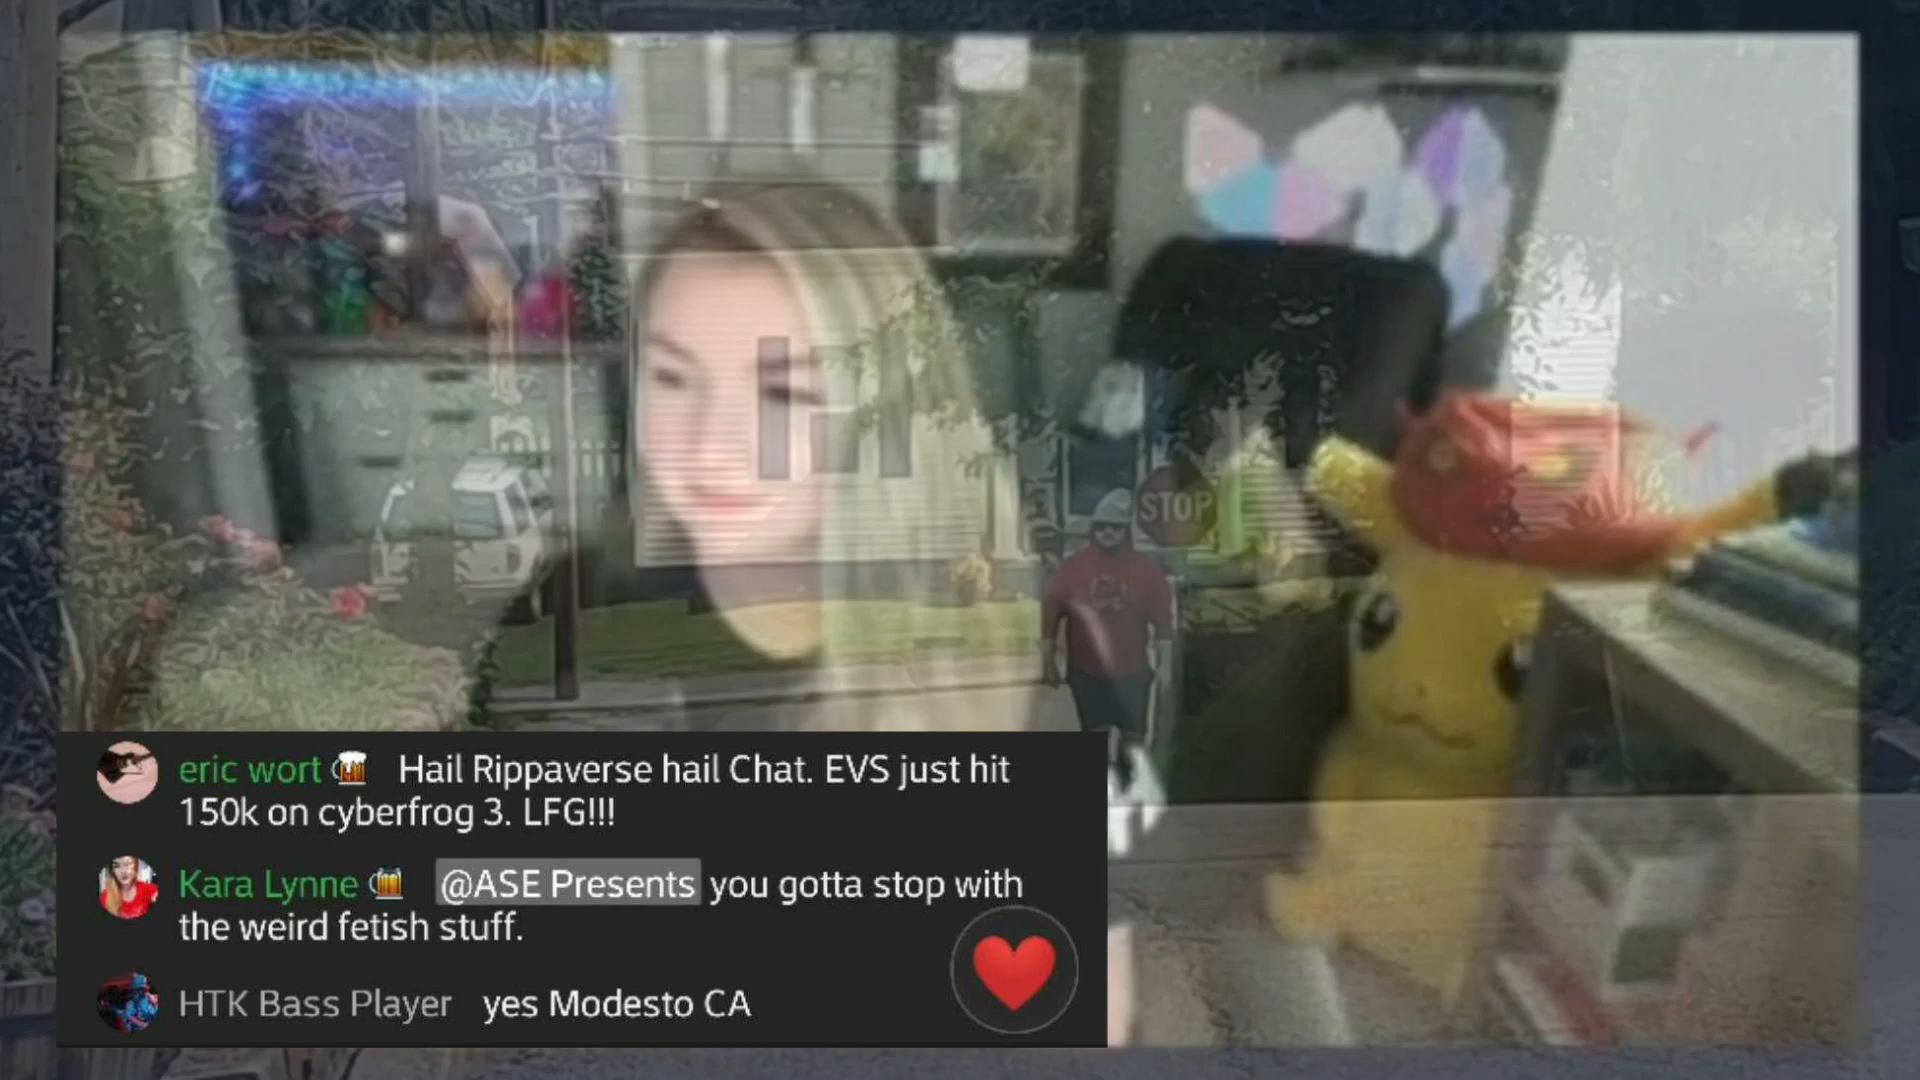 STOP
eric wort Hail Rippaverse hail Chat. EVS just hit
150k on cyberfrog 3. LFG!!!
Kara Lynne @ASE Presents you gotta stop with
the weird fetish stuff.
HTK Bass Player yes Modesto CA